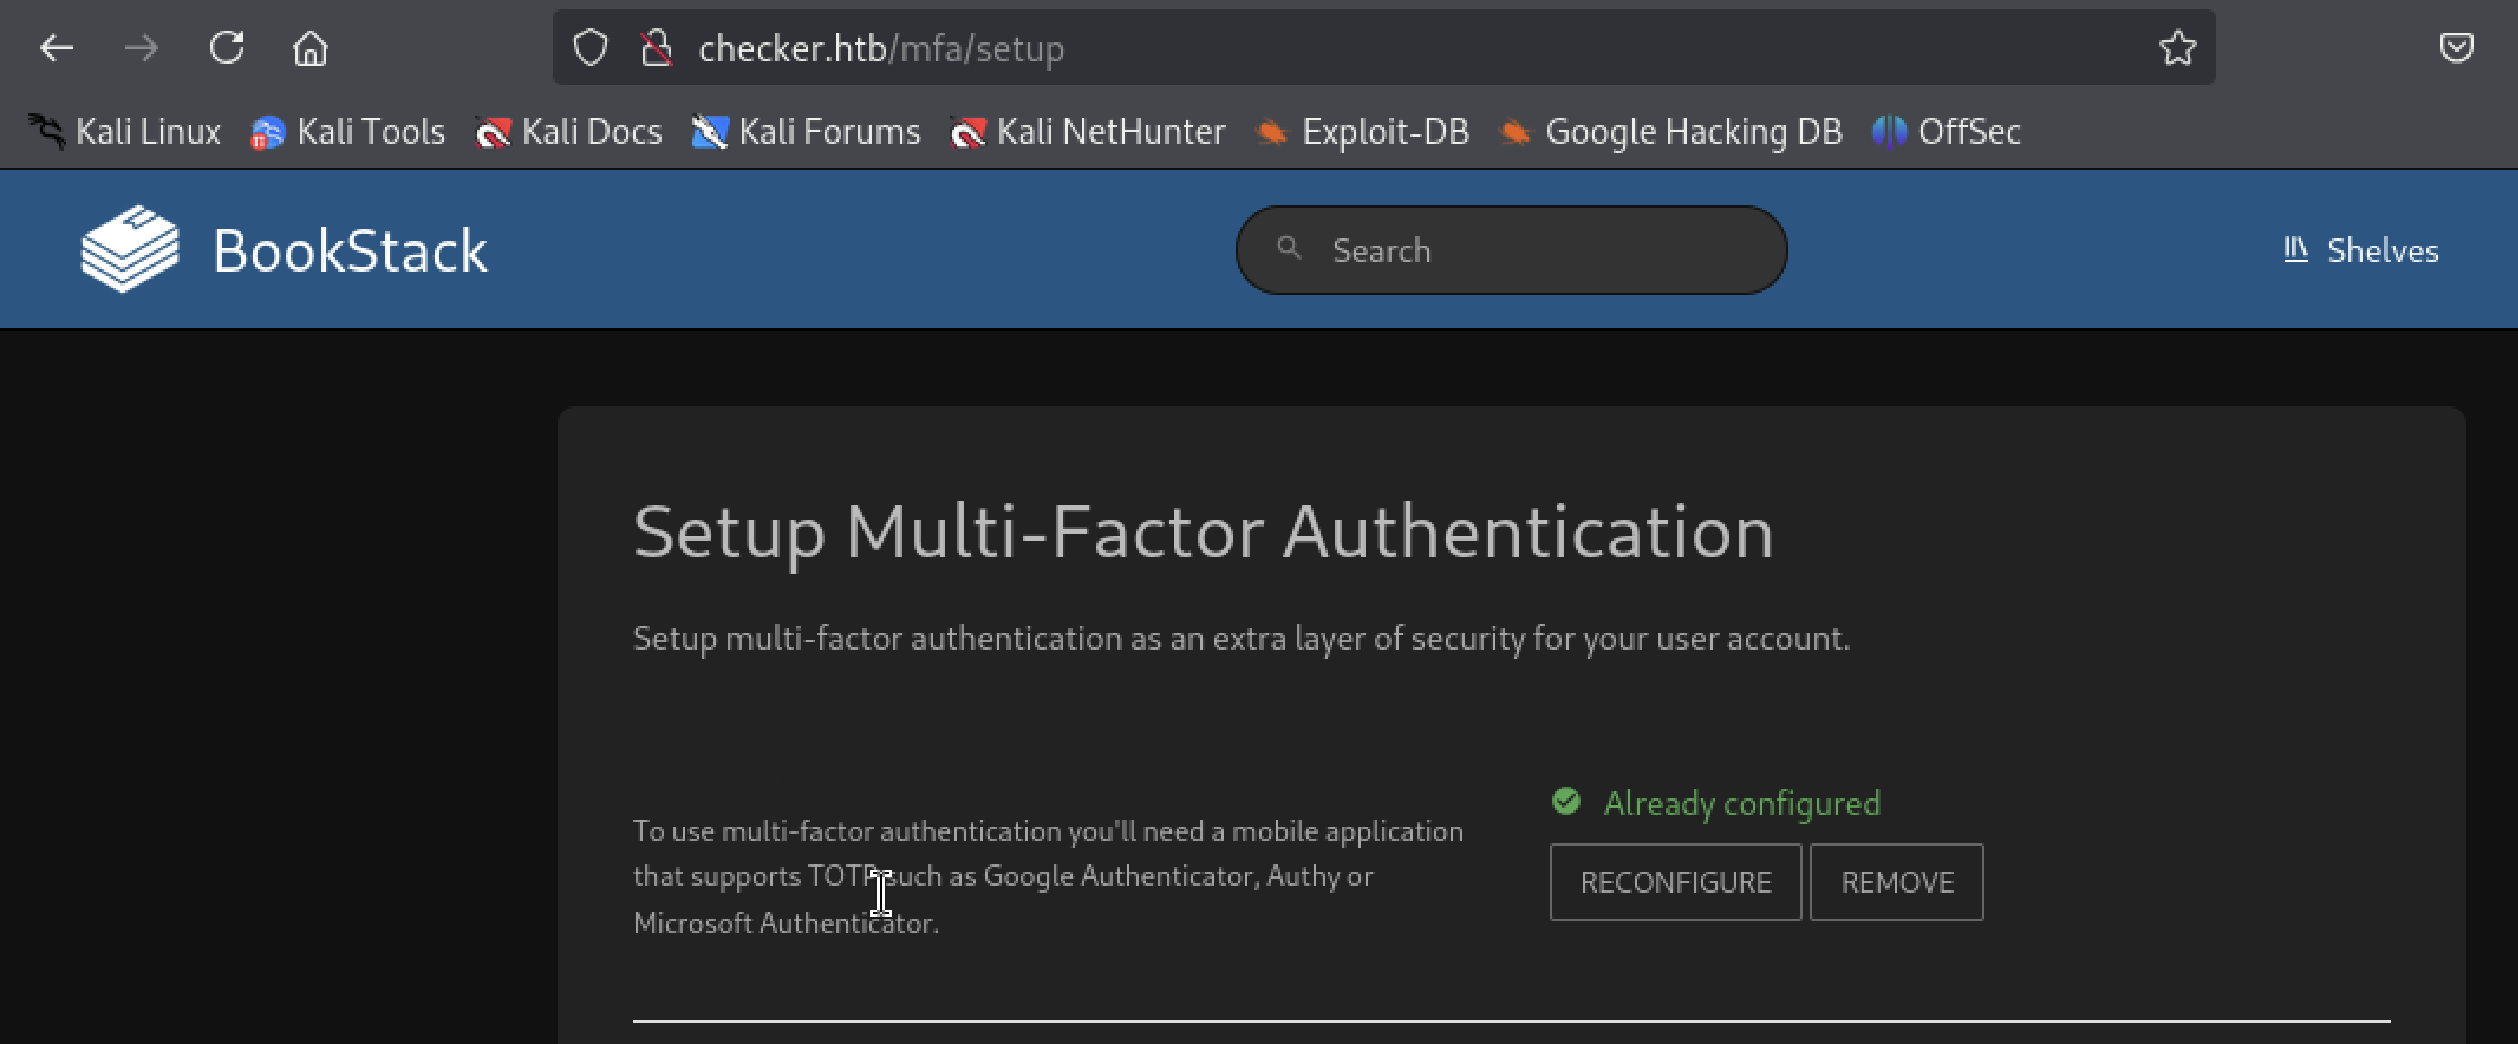 checker.htb/mfa/setup
Kali Linux Kali Tools Kali Docs Kali Forums Kali NetHunter Exploit-DB Google Hacking DB OffSec
BookStack Search Shelves
Setup Multi-Factor Authentication
Setup multi-factor authentication as an extra layer of security for your user account.
To use multi-factor authentication you'll need a mobile application
that supports TOTP such as Google Authenticator, Authy or
Microsoft Authenticator.
Already configured
RECONFIGURE REMOVE